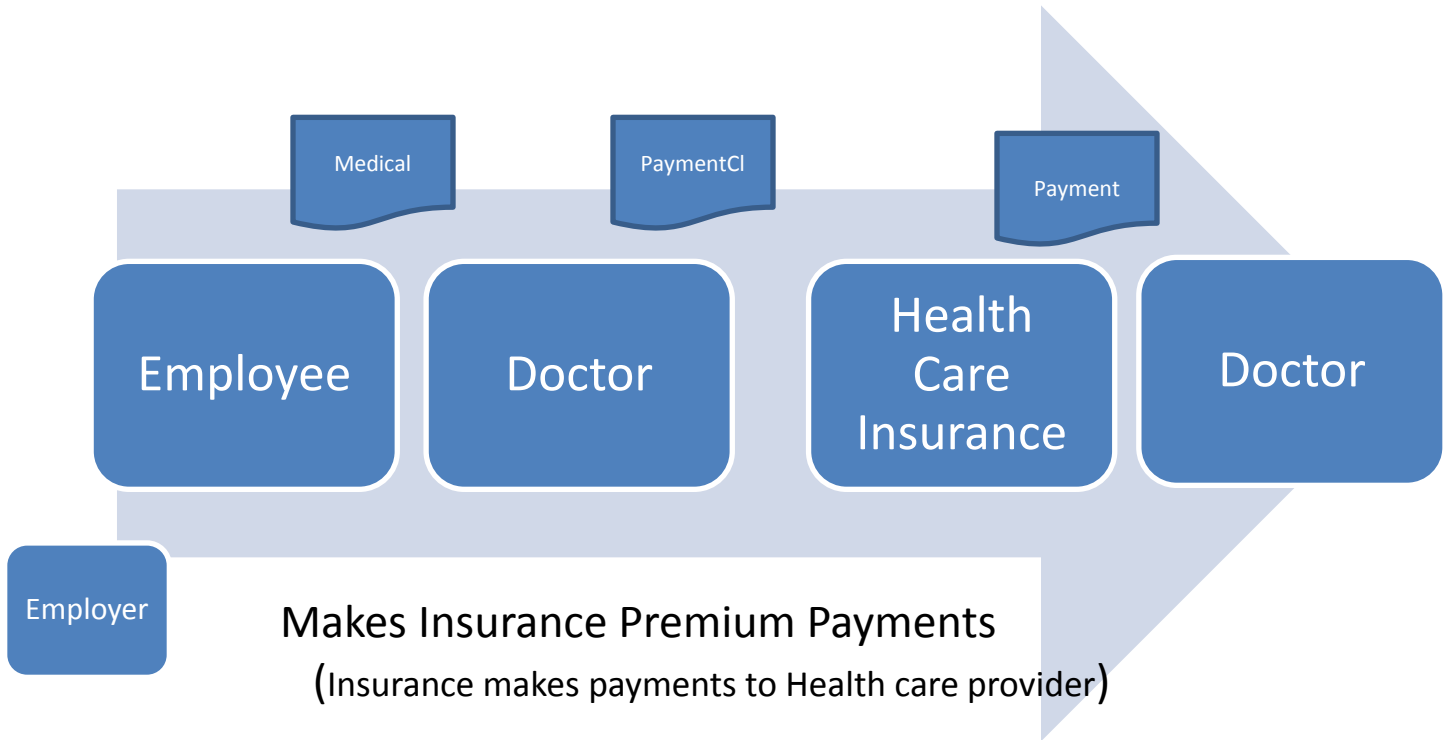 Medical
PaymentCl
Payment
Employee
Doctor
Health
Care
Insurance
Doctor
Employer
Makes Insurance Premium Payments
(Insurance makes payments to Health care provider)